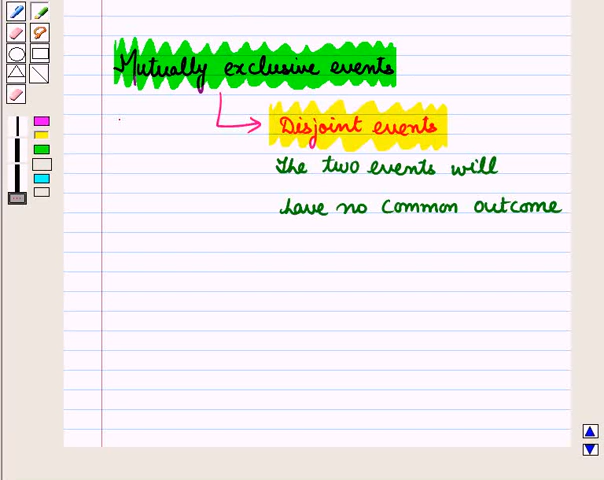 Mutually exclusive events
Disjoint events
The two events will
have no common outcome